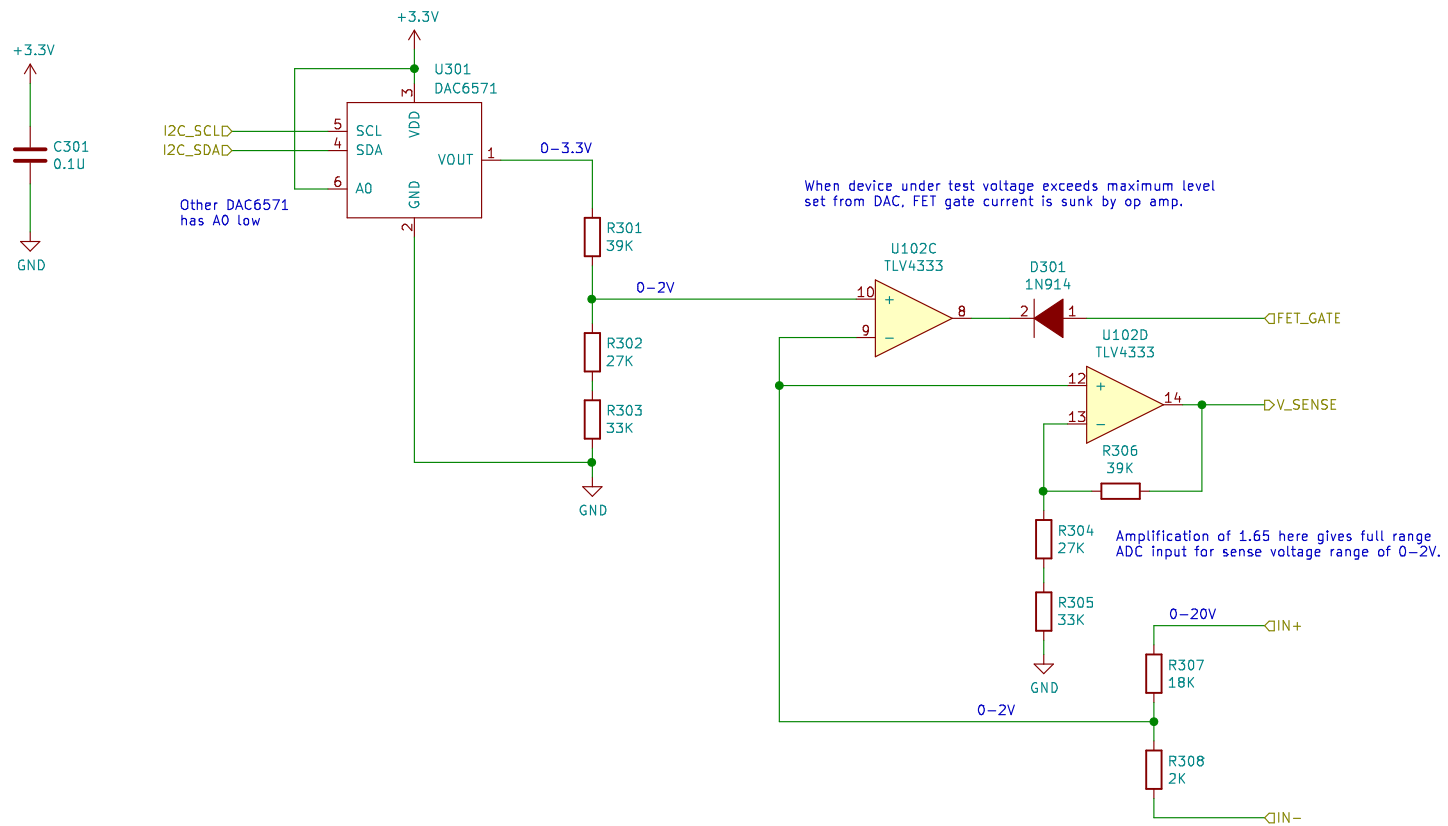 +3.3V
C301
0.1U
GND
+3.3V
U301
DAC6571
3
VDD
I2C_SCL
5
SCL
I2C_SDA
4
SDA
6
A0
VOUT
1
GND
2
Other DAC6571
has A0 low
0-3.3V
R301
39K
0-2V
R302
27K
R303
33K
GND
When device under test voltage exceeds maximum level
set from DAC, FET gate current is sunk by op amp.
U102C
TLV4333
10
+
9
-
8
D301
1N914
2
1
FET_GATE
U102D
TLV4333
12
+
13
-
14
V_SENSE
R306
39K
R304
27K
R305
33K
GND
Amplification of 1.65 here gives full range
ADC input for sense voltage range of 0-2V.
0-20V
IN+
R307
18K
0-2V
R308
2K
IN-